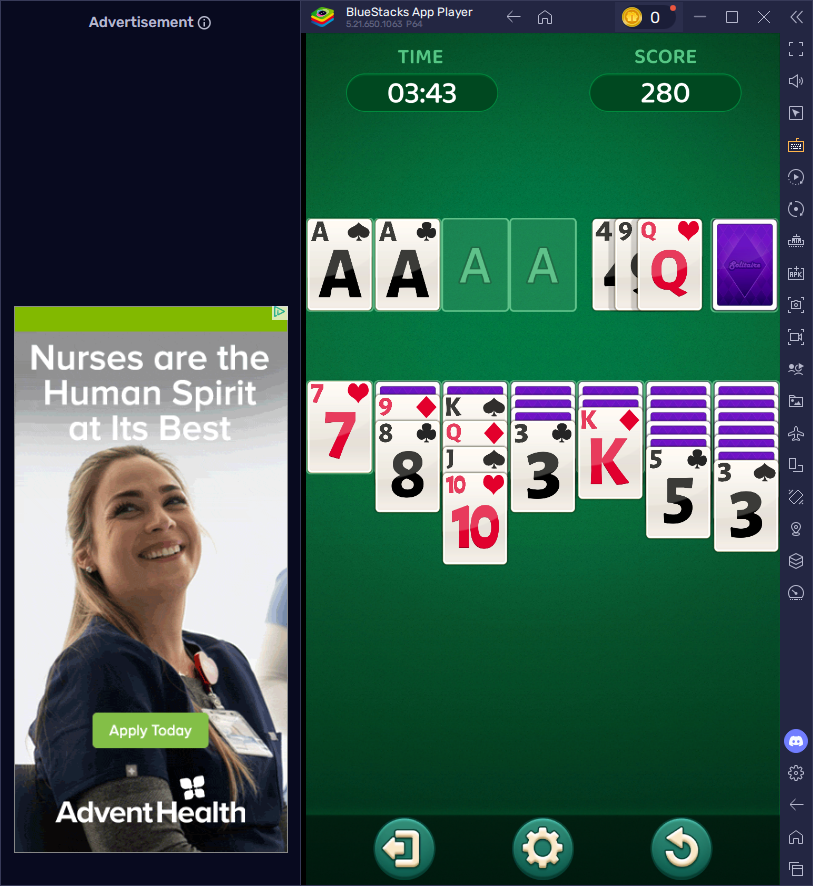 Advertisement
BlueStacks App Player
5.21.650.1063 P64
0
Nurses are the
Human Spirit
at Its Best
Apply Today
AdventHealth
TIME
SCORE
03:43
280
A
A
A
A
A
A
4
9
Q
Q
Solitaire
7
7
9
8
8
K
Q
J
10
10
3
3
K
K
5
5
3
3
APK